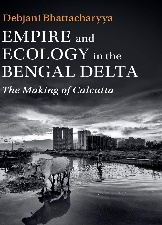 Debjani Bhattacharyya
EMPIRE and
ECOLOGY in the
BENGAL DELTA
The Making of Calcutta